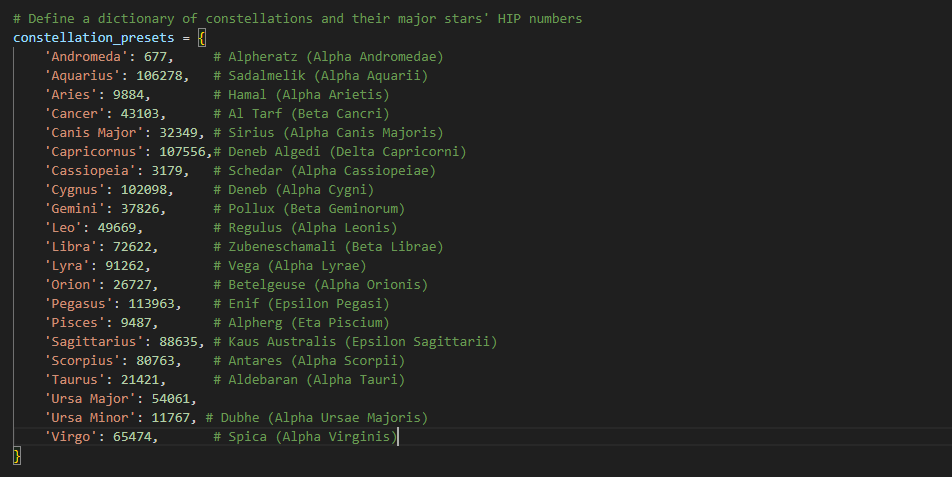 # Define a dictionary of constellations and their major stars' HIP numbers
constellation_presets = {
    'Andromeda': 677,     # Alpheratz (Alpha Andromedae)
    'Aquarius': 106278,   # Sadalmelik (Alpha Aquarii)
    'Aries': 9884,        # Hamal (Alpha Arietis)
    'Cancer': 43103,      # Al Tarf (Beta Cancri)
    'Canis Major': 32349, # Sirius (Alpha Canis Majoris)
    'Capricornus': 107556,# Deneb Algedi (Delta Capricorni)
    'Cassiopeia': 3179,   # Schedar (Alpha Cassiopeiae)
    'Cygnus': 102098,     # Deneb (Alpha Cygni)
    'Gemini': 37826,      # Pollux (Beta Geminorum)
    'Leo': 49669,         # Regulus (Alpha Leonis)
    'Libra': 72622,       # Zubeneschamali (Beta Librae)
    'Lyra': 91262,        # Vega (Alpha Lyrae)
    'Orion': 26727,       # Betelgeuse (Alpha Orionis)
    'Pegasus': 113963,    # Enif (Epsilon Pegasi)
    'Pisces': 9487,       # Alpherg (Eta Piscium)
    'Sagittarius': 88635, # Kaus Australis (Epsilon Sagittarii)
    'Scorpius': 80763,    # Antares (Alpha Scorpii)
    'Taurus': 21421,      # Aldebaran (Alpha Tauri)
    'Ursa Major': 54061,
    'Ursa Minor': 11767, # Dubhe (Alpha Ursae Majoris)
    'Virgo': 65474,       # Spica (Alpha Virginis)
}